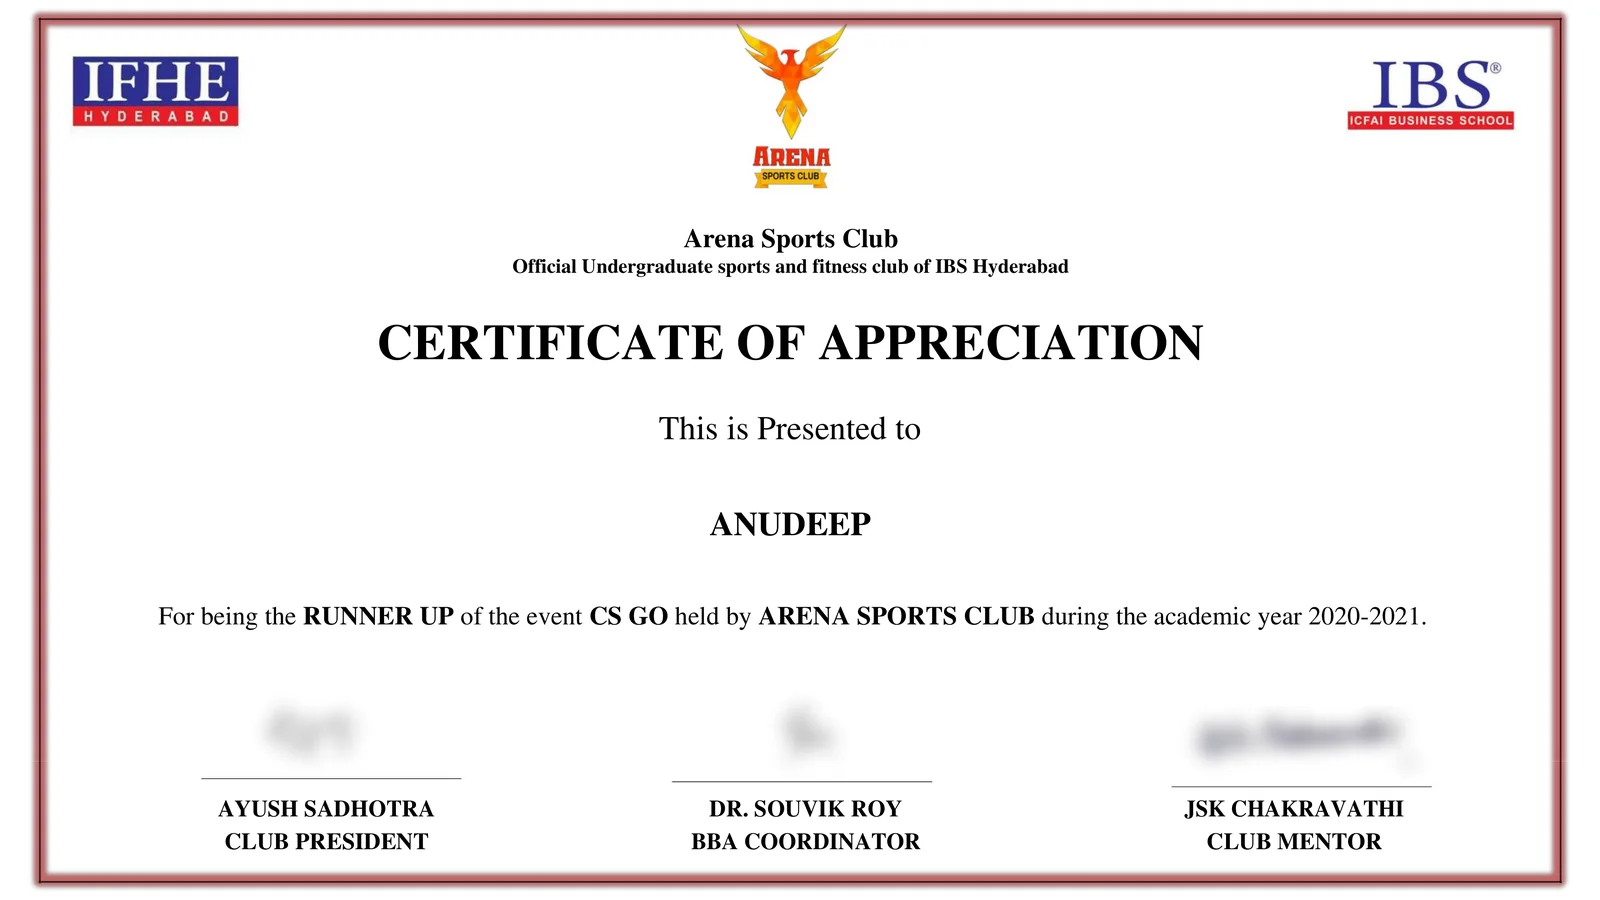 IFHE
HYDERABAD
ARENA
SPORTS CLUB
IBS®
ICFAI BUSINESS SCHOOL
Arena Sports Club
Official Undergraduate sports and fitness club of IBS Hyderabad
CERTIFICATE OF APPRECIATION
This is Presented to
ANUDEEP
For being the RUNNER UP of the event CS GO held by ARENA SPORTS CLUB during the academic year 2020-2021.
AYUSH SADHOTRA
CLUB PRESIDENT
DR. SOUVIK ROY
BBA COORDINATOR
JSK CHAKRAVATHI
CLUB MENTOR